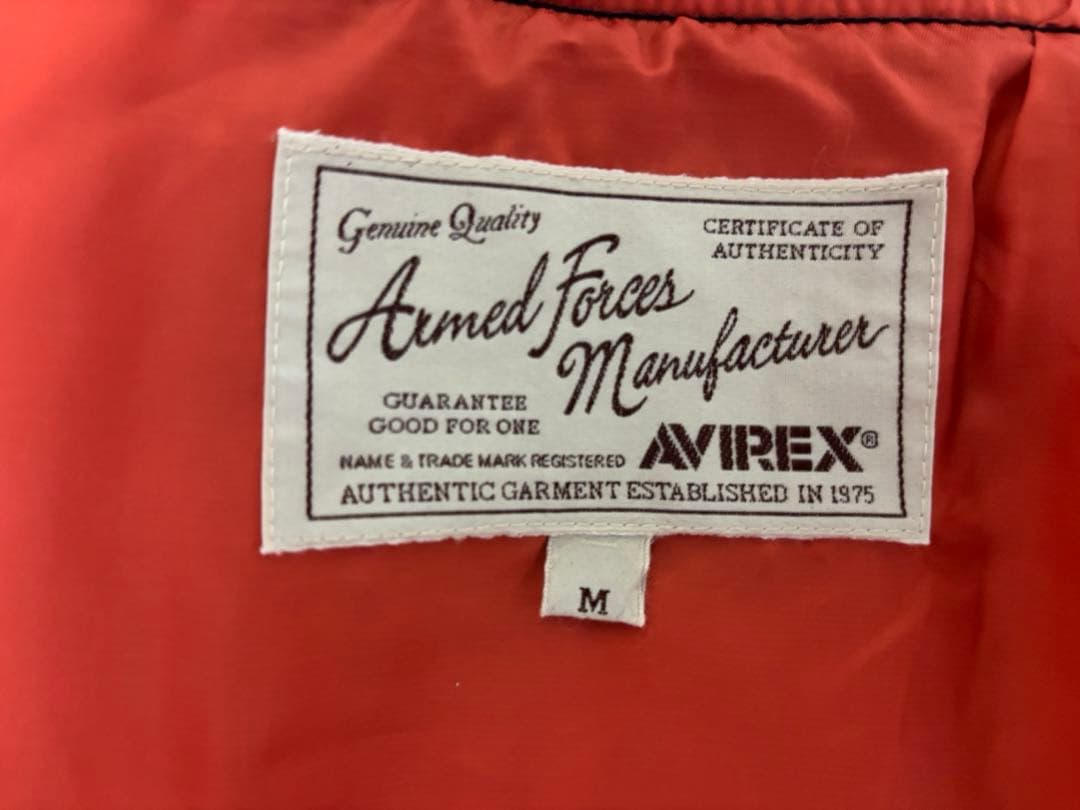 Genuine Quality
CERTIFICATE OF
AUTHENTICITY
Armed Forces
Manufacturer
GUARANTEE
GOOD FOR ONE
NAME & TRADE MARK REGISTERED
AVIREX®
AUTHENTIC GARMENT ESTABLISHED IN 1975
M